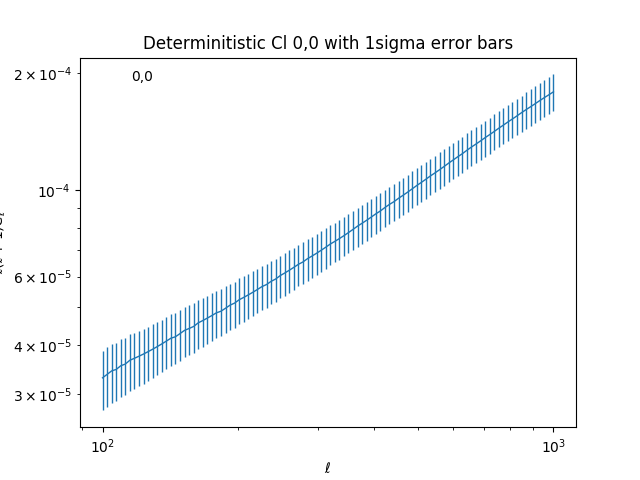 Determinitistic Cl 0,0 with 1sigma error bars
0,0
2 × 10⁻⁴
10⁻⁴
6 × 10⁻⁵
4 × 10⁻⁵
3 × 10⁻⁵
10²
10³
ℓ